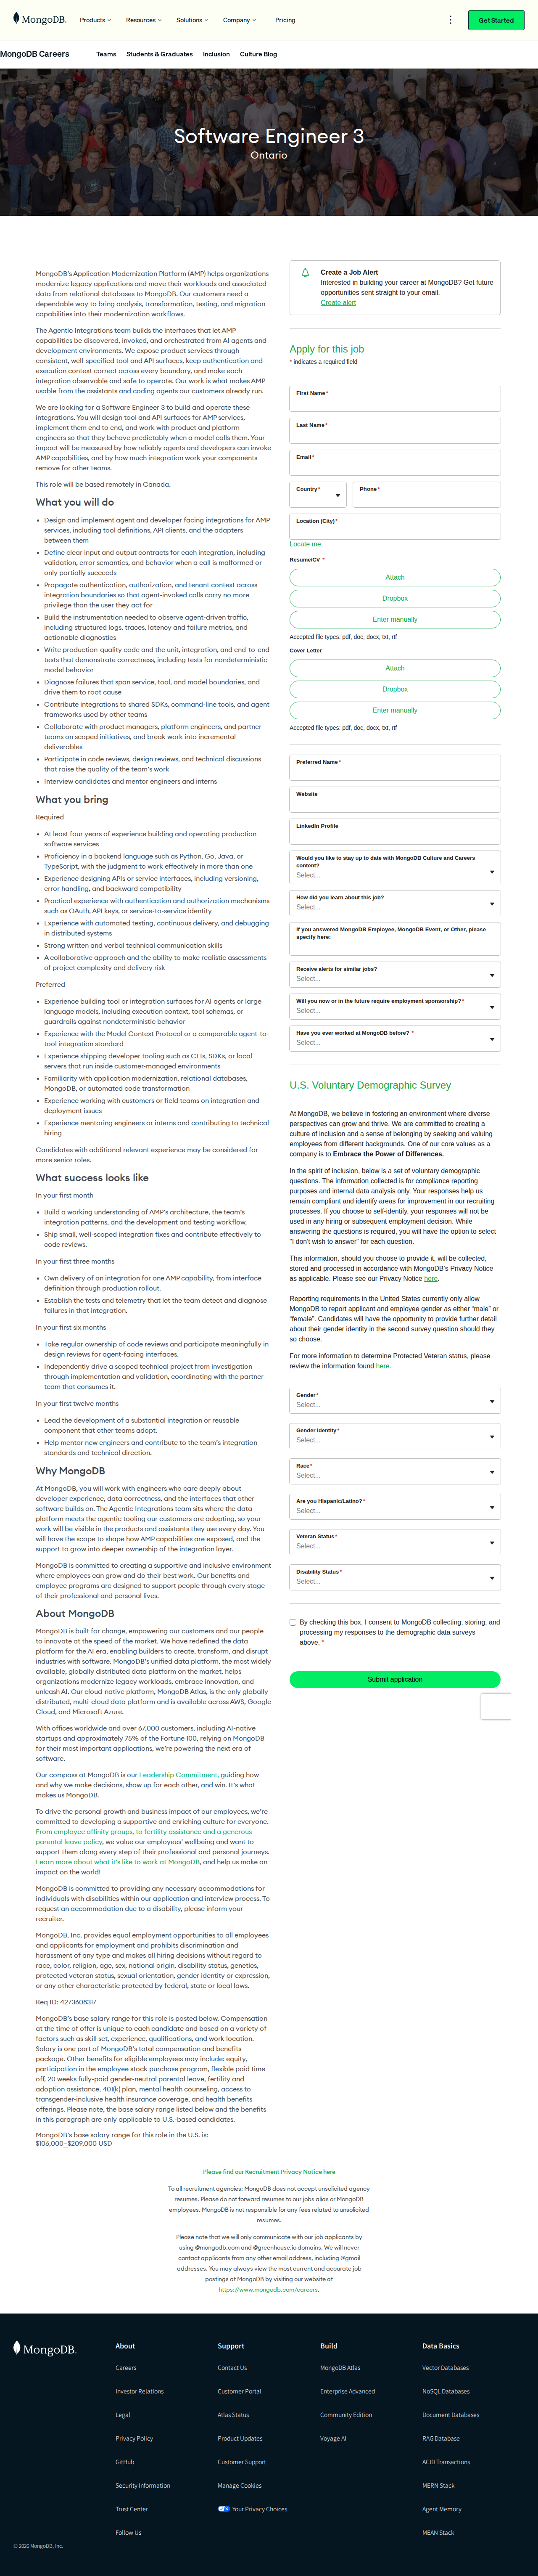 MongoDB.
Products
Resources
Solutions
Company
Pricing
Get Started
MongoDB Careers
Teams
Students & Graduates
Inclusion
Culture Blog
Software Engineer 3
Ontario
MongoDB's Application Modernization Platform (AMP) helps organizations
modernize legacy applications and move their workloads and associated
data from relational databases to MongoDB. Our customers need a
dependable way to bring analysis, transformation, testing, and migration
capabilities into their modernization workflows.
The Agentic Integrations team builds the interfaces that let AMP
capabilities be discovered, invoked, and orchestrated from AI agents and
development environments. We expose product services through
consistent, well-specified tool and API surfaces, keep authentication and
execution context correct across every boundary, and make each
integration observable and safe to operate. Our work is what makes AMP
usable from the assistants and coding agents our customers already run.
We are looking for a Software Engineer 3 to build and operate these
integrations. You will design tool and API surfaces for AMP services,
implement them end to end, and work with product and platform
engineers so that they behave predictably when a model calls them. Your
impact will be measured by how reliably agents and developers can invoke
AMP capabilities, and by how much integration work your components
remove for other teams.
This role will be based remotely in Canada.
What you will do
• Design and implement agent and developer facing integrations for AMP
services, including tool definitions, API clients, and the adapters
between them
• Define clear input and output contracts for each integration, including
validation, error semantics, and behavior when a call is malformed or
only partially succeeds
• Propagate authentication, authorization, and tenant context across
integration boundaries so that agent-invoked calls carry no more
privilege than the user they act for
• Build the instrumentation needed to observe agent-driven traffic,
including structured logs, traces, latency and failure metrics, and
actionable diagnostics
• Write production-quality code and the unit, integration, and end-to-end
tests that demonstrate correctness, including tests for nondeterministic
model behavior
• Diagnose failures that span service, tool, and model boundaries, and
drive them to root cause
• Contribute integrations to shared SDKs, command-line tools, and agent
frameworks used by other teams
• Collaborate with product managers, platform engineers, and partner
teams on scoped initiatives, and break work into incremental
deliverables
• Participate in code reviews, design reviews, and technical discussions
that raise the quality of the team's work
• Interview candidates and mentor engineers and interns
What you bring
Required
• At least four years of experience building and operating production
software services
• Proficiency in a backend language such as Python, Go, Java, or
TypeScript, with the judgment to work effectively in more than one
• Experience designing APIs or service interfaces, including versioning,
error handling, and backward compatibility
• Practical experience with authentication and authorization mechanisms
such as OAuth, API keys, or service-to-service identity
• Experience with automated testing, continuous delivery, and debugging
in distributed systems
• Strong written and verbal technical communication skills
• A collaborative approach and the ability to make realistic assessments
of project complexity and delivery risk
Preferred
• Experience building tool or integration surfaces for AI agents or large
language models, including execution context, tool schemas, or
guardrails against nondeterministic behavior
• Experience with the Model Context Protocol or a comparable agent-to-
tool integration standard
• Experience shipping developer tooling such as CLIs, SDKs, or local
servers that run inside customer-managed environments
• Familiarity with application modernization, relational databases,
MongoDB, or automated code transformation
• Experience working with customers or field teams on integration and
deployment issues
• Experience mentoring engineers or interns and contributing to technical
hiring
Candidates with additional relevant experience may be considered for
more senior roles.
What success looks like
In your first month
• Build a working understanding of AMP's architecture, the team's
integration patterns, and the development and testing workflow.
• Ship small, well-scoped integration fixes and contribute effectively to
code reviews.
In your first three months
• Own delivery of an integration for one AMP capability, from interface
definition through production rollout.
• Establish the tests and telemetry that let the team detect and diagnose
failures in that integration.
In your first six months
• Take regular ownership of code reviews and participate meaningfully in
design reviews for agent-facing interfaces.
• Independently drive a scoped technical project from investigation
through implementation and validation, coordinating with the partner
team that consumes it.
In your first twelve months
• Lead the development of a substantial integration or reusable
component that other teams adopt.
• Help mentor new engineers and contribute to the team's integration
standards and technical direction.
Why MongoDB
At MongoDB, you will work with engineers who care deeply about
developer experience, data correctness, and the interfaces that other
software builds on. The Agentic Integrations team sits where the data
platform meets the agentic tooling our customers are adopting, so your
work will be visible in the products and assistants they use every day. You
will have the scope to shape how AMP capabilities are exposed, and the
support to grow into deeper ownership of the integration layer.
MongoDB is committed to creating a supportive and inclusive environment
where engineers and coworkers can do their best work. Our benefits and
employee programs are designed to support people through every stage
of their professional and personal lives.
About MongoDB
MongoDB is built for change, empowering our customers and our people
to innovate at the speed of the market. We have redefined the data
platform for the AI era, enabling builders to create, transform, and disrupt
industries with software. MongoDB's unified data platform, the most widely
available, globally distributed data platform on the market, helps
organizations modernize legacy workloads, embrace innovation, and
unleash AI. Our cloud-native platform, MongoDB Atlas, is the only globally
distributed, multi-cloud data platform and is available across AWS, Google
Cloud, and Microsoft Azure.
With offices worldwide and over 67,000 customers, including AI-native
startups and approximately 75% of the Fortune 100, relying on MongoDB
for their most important applications, we're powering the next era of
software.
Our compass at MongoDB is our Leadership Commitment, guiding how
and why we make decisions, show up for each other, and win. It's what
makes us MongoDB.
To drive the personal growth and business impact of our employees, we're
committed to developing a supportive and enriching culture for everyone.
From employee affinity groups, to fertility assistance and a generous
parental leave policy, we value our employees' wellbeing and want to
support them along every step of their professional and personal journeys.
Learn more about what it's like to work at MongoDB, and help us make an
impact on the world!
MongoDB is committed to providing any necessary accommodations for
individuals with disabilities within our application and interview process. To
request an accommodation due to a disability, please inform your
recruiter.
MongoDB, Inc. provides equal employment opportunities to all employees
and applicants for employment and prohibits discrimination and
harassment of any type and makes all hiring decisions without regard to
race, color, religion, age, sex, national origin, disability status, genetics,
protected veteran status, sexual orientation, gender identity or expression,
or any other characteristic protected by federal, state or local laws.
Req ID: 4273608317
MongoDB's base salary range for this role is posted below. Compensation
at the time of offer is unique to each candidate and based on a variety of
factors such as skill set, experience, qualifications, and work location.
Salary is one part of MongoDB's total compensation and benefits
package. Other benefits for eligible employees may include: equity,
participation in the employee stock purchase program, flexible paid time
off, 20 weeks fully-paid gender-neutral parental leave, fertility and
adoption assistance, 401(k) plan, mental health counseling, access to
transgender-inclusive health insurance coverage, and health benefits
offerings. Please note, the base salary range listed below and the benefits
in this paragraph are only applicable to U.S.-based candidates.
MongoDB's base salary range for this role in the U.S. is:
$106,000–$209,000 USD
Create a Job Alert
Interested in building your career at MongoDB? Get future
opportunities sent straight to your email.
Create alert
Apply for this job
* indicates a required field
First Name*
Last Name*
Email*
Country*
Phone*
Location (City)*
Locate me
Resume/CV *
Attach
Dropbox
Enter manually
Accepted file types: pdf, doc, docx, txt, rtf
Cover Letter
Attach
Dropbox
Enter manually
Accepted file types: pdf, doc, docx, txt, rtf
Preferred Name*
Website
LinkedIn Profile
Would you like to stay up to date with MongoDB Culture and Careers
content?
Select...
How did you learn about this job?
Select...
If you answered MongoDB Employee, MongoDB Event, or Other, please
specify here:
Receive alerts for similar jobs?
Select...
Will you now or in the future require employment sponsorship?*
Select...
Have you ever worked at MongoDB before? *
Select...
U.S. Voluntary Demographic Survey
At MongoDB, we believe in fostering an environment where diverse
perspectives can grow and thrive. We are committed to creating a
culture of inclusion and a sense of belonging by seeking and valuing
employees from different backgrounds. One of our core values as a
company is to Embrace the Power of Differences.
In the spirit of inclusion, below is a set of voluntary demographic
questions. The information collected is for compliance reporting
purposes and internal data analysis only. Your responses help us
remain compliant and identify areas for improvement in our recruiting
processes. If you choose to self-identify, your responses will not be
used in any hiring or subsequent employment decision. While
answering the questions is required, you will have the option to select
"I don't wish to answer" for each question.
This information, should you choose to provide it, will be collected,
stored and processed in accordance with MongoDB's Privacy Notice
as applicable. Please see our Privacy Notice here.
Reporting requirements in the United States currently only allow
MongoDB to report applicant and employee gender as either "male" or
"female". Candidates will have the opportunity to provide further detail
about their gender identity in the second survey question should they
so choose.
For more information to determine Protected Veteran status, please
review the information found here.
Gender*
Select...
Gender Identity*
Select...
Race*
Select...
Are you Hispanic/Latino?*
Select...
Veteran Status*
Select...
Disability Status*
Select...
By checking this box, I consent to MongoDB collecting, storing, and
processing my responses to the demographic data surveys
above. *
Submit application
Please find our Recruitment Privacy Notice here
To all recruitment agencies: MongoDB does not accept unsolicited agency
resumes. Please do not forward resumes to our jobs alias or MongoDB
employees. MongoDB is not responsible for any fees related to unsolicited
resumes.
Please note that we will only communicate with our job applicants by
using @mongodb.com and @greenhouse.io domains. We will never
contact applicants from any other email address, including @gmail
addresses. You may always view the most current and accurate job
postings at MongoDB by visiting our website at
https://www.mongodb.com/careers.
MongoDB.
About
Careers
Investor Relations
Legal
Privacy Policy
GitHub
Security Information
Trust Center
Follow Us
Support
Contact Us
Customer Portal
Atlas Status
Product Updates
Customer Support
Manage Cookies
Your Privacy Choices
Build
MongoDB Atlas
Enterprise Advanced
Community Edition
Voyage AI
Data Basics
Vector Databases
NoSQL Databases
Document Databases
RAG Database
ACID Transactions
MERN Stack
Agent Memory
MEAN Stack
© 2026 MongoDB, Inc.